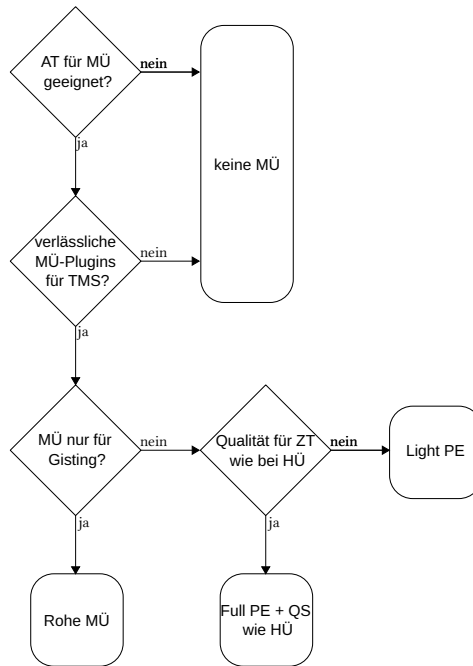 AT für MÜ
geeignet?
nein
keine MÜ
ja
verlässliche
MÜ-Plugins
für TMS?
nein
ja
MÜ nur für
Gisting?
nein
Qualität für ZT
wie bei HÜ
nein
Light PE
ja
ja
Rohe MÜ
Full PE + QS
wie HÜ